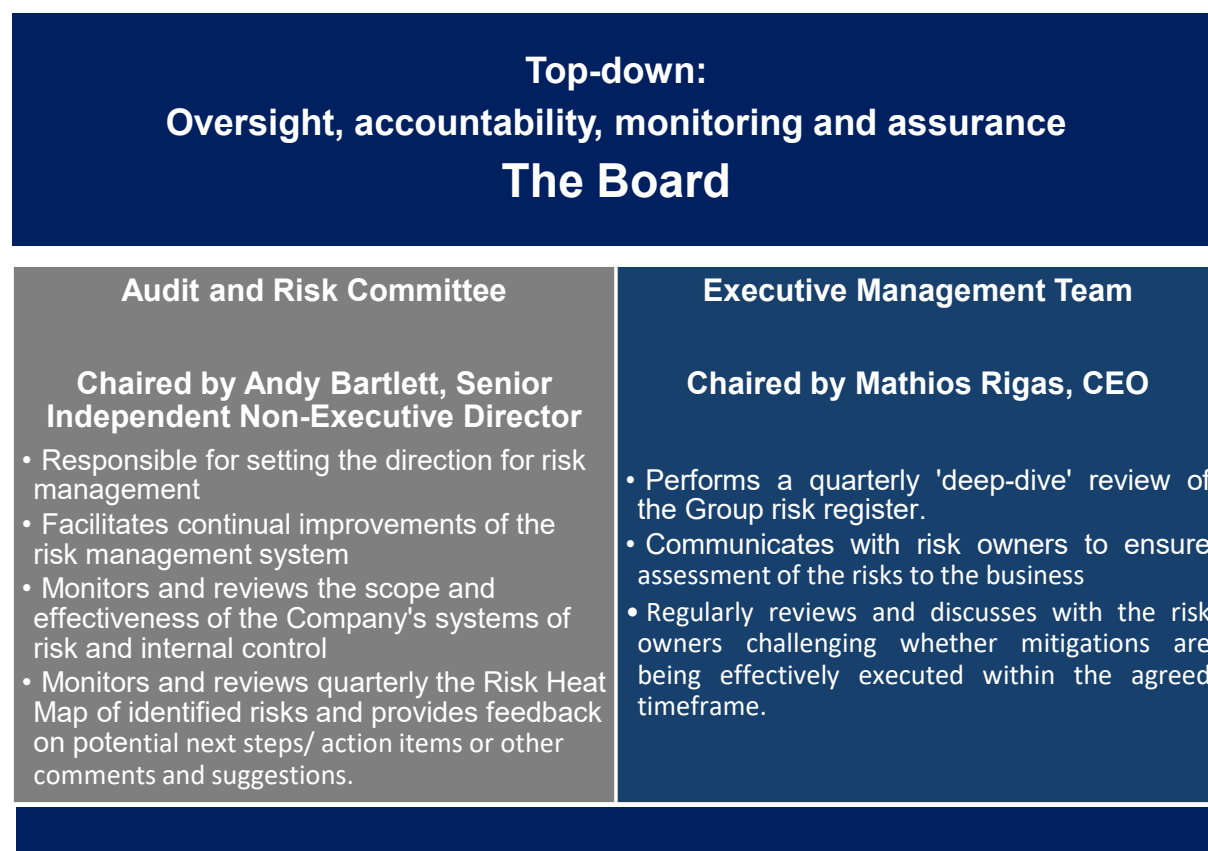 Top-down:
Oversight, accountability, monitoring and assurance
The Board
Audit and Risk Committee
Chaired by Andy Bartlett, Senior
Independent Non-Executive Director
• Responsible for setting the direction for risk
management
• Facilitates continual improvements of the
risk management system
• Monitors and reviews the scope and
effectiveness of the Company's systems of
risk and internal control
• Monitors and reviews quarterly the Risk Heat
Map of identified risks and provides feedback
on potential next steps/ action items or other
comments and suggestions.
Executive Management Team
Chaired by Mathios Rigas, CEO
• Performs a quarterly 'deep-dive' review of
the Group risk register.
• Communicates with risk owners to ensure
assessment of the risks to the business
• Regularly reviews and discusses with the risk
owners challenging whether mitigations are
being effectively executed within the agreed
timeframe.